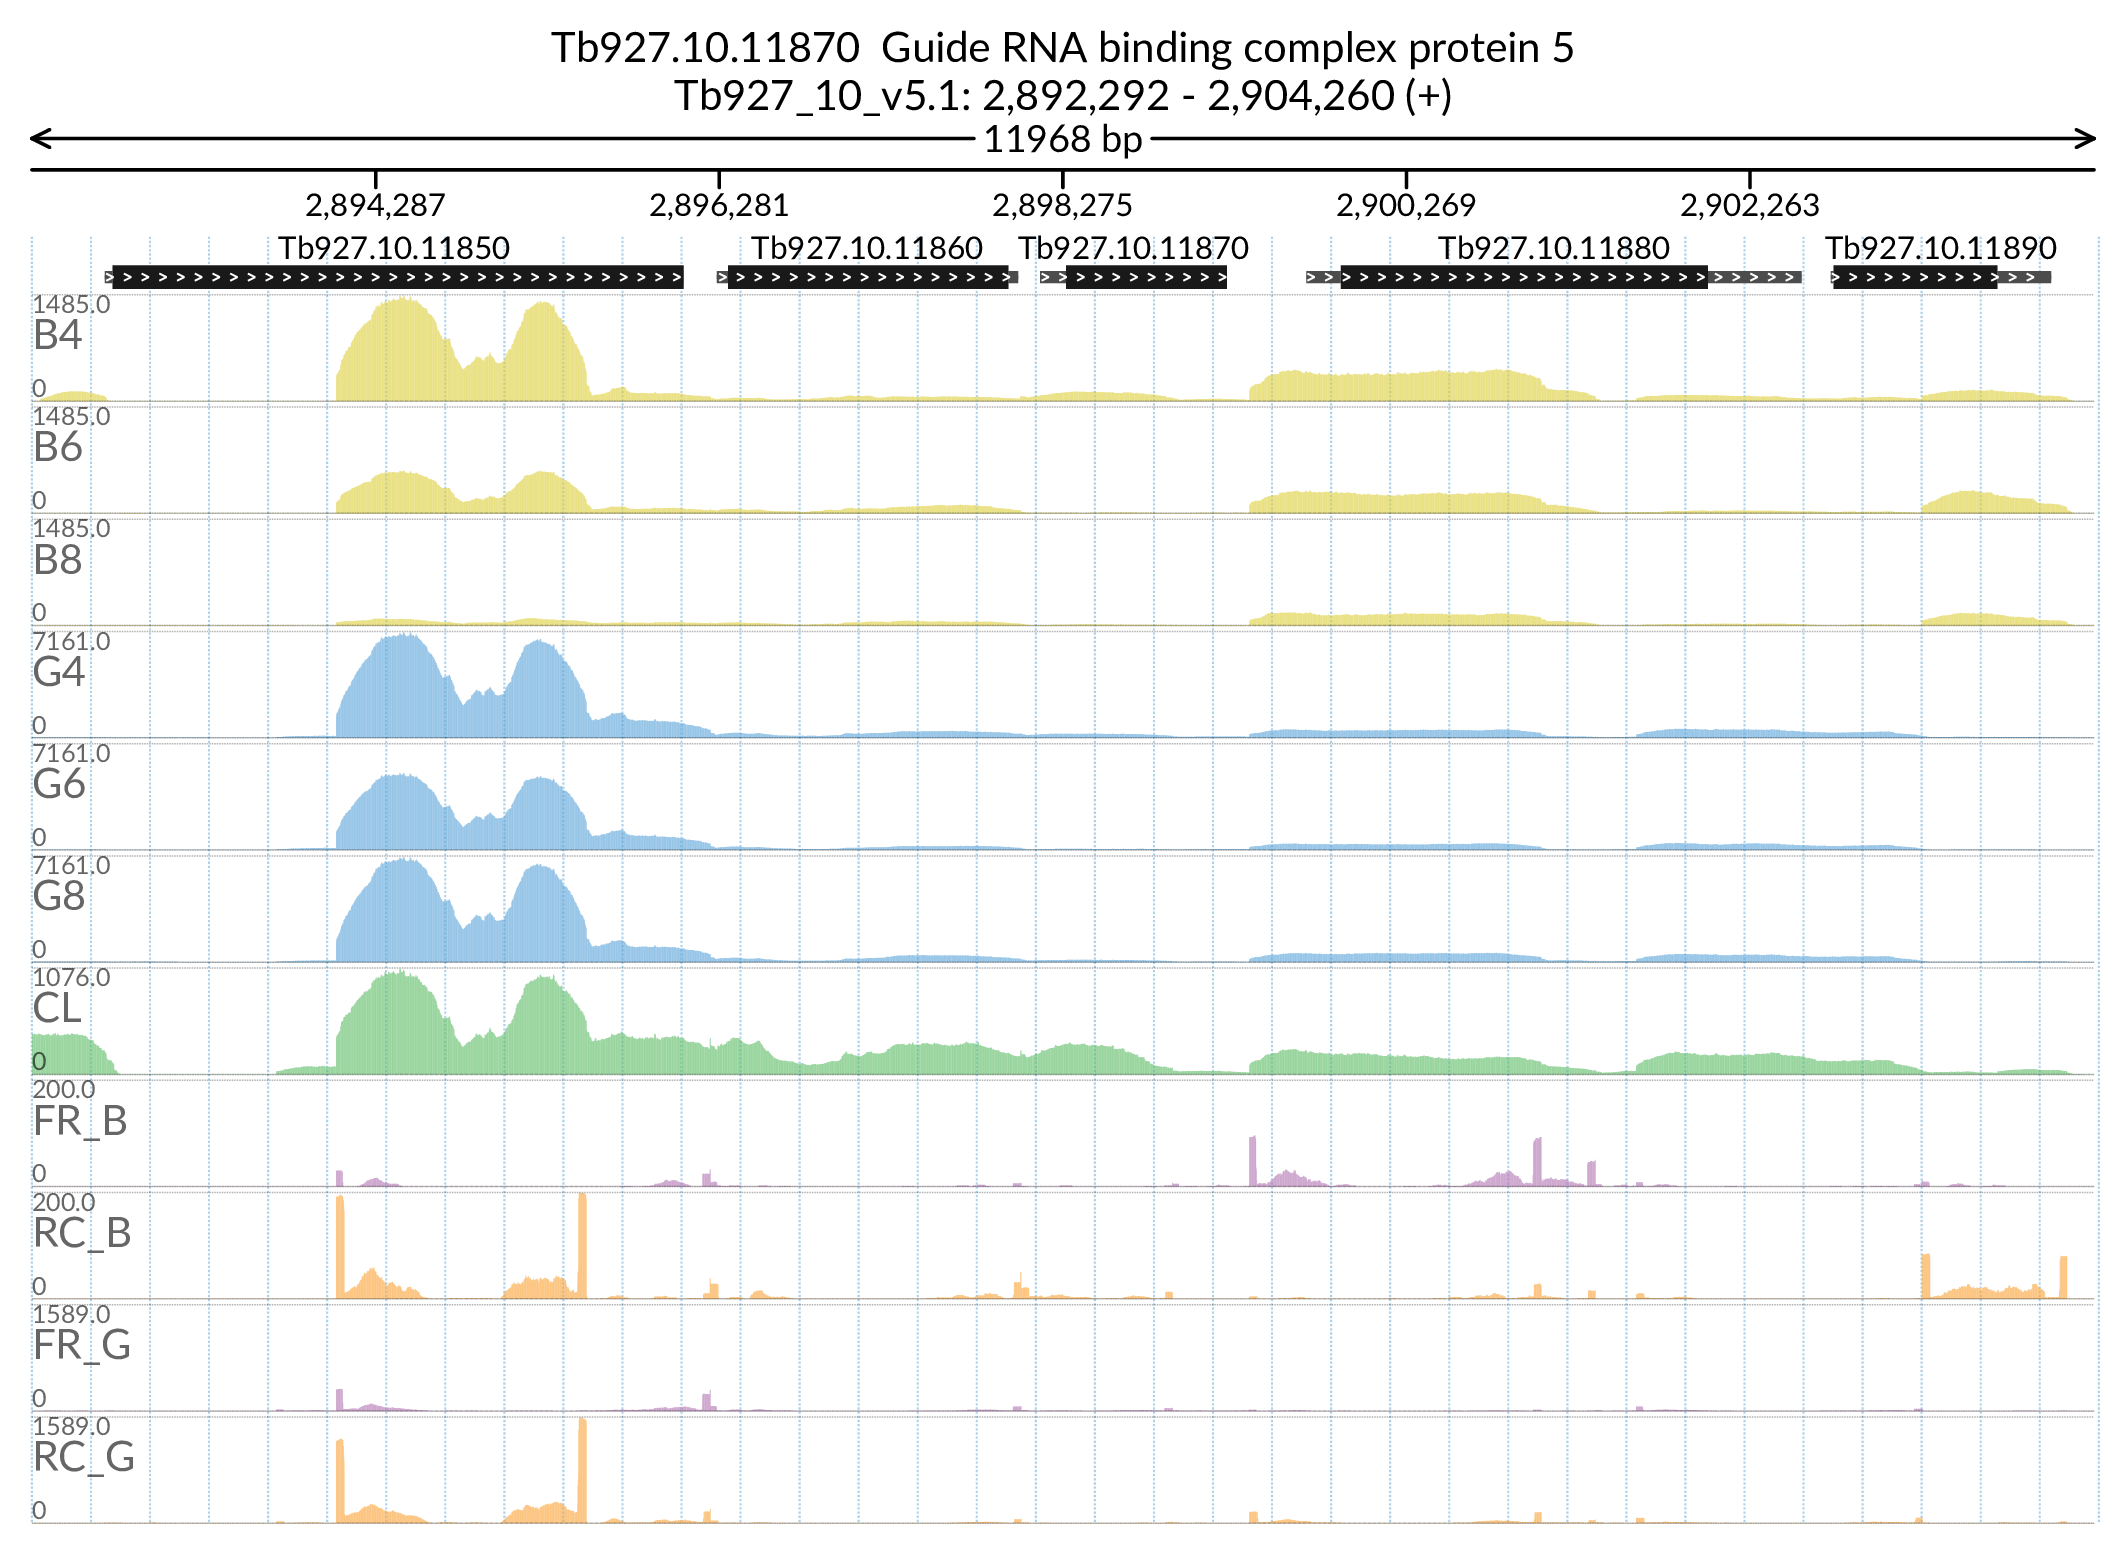 Tb927.10.11870  Guide RNA binding complex protein 5
Tb927_10_v5.1: 2,892,292 - 2,904,260 (+)
11968 bp
2,894,287 2,896,281 2,898,275 2,900,269 2,902,263
Tb927.10.11850 Tb927.10.11860 Tb927.10.11870 Tb927.10.11880 Tb927.10.11890
1485.0
B4
0
1485.0
B6
0
1485.0
B8
0
7161.0
G4
0
7161.0
G6
0
7161.0
G8
0
1076.0
CL
0
200.0
FR_B
0
200.0
RC_B
0
1589.0
FR_G
0
1589.0
RC_G
0